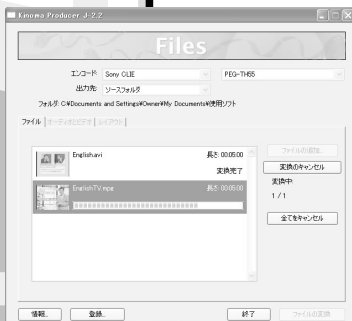 Kinoma Producer J-2.2
Files
エンコード: Sony CLIE PEG-TH55
出力先: ソースフォルダ
フォルダ: C:¥Documents and Settings¥Owner¥My Documents¥使用ソフト
ファイル オーディオとビデオ レイアウト
English.avi 長さ: 00:05:00
変換完了
EnglishTV.mpg 長さ: 00:05:00
ファイルの追加...
変換のキャンセル
変換中:
1 / 1
全てをキャンセル
情報... 登録... 終了 ファイルの変換